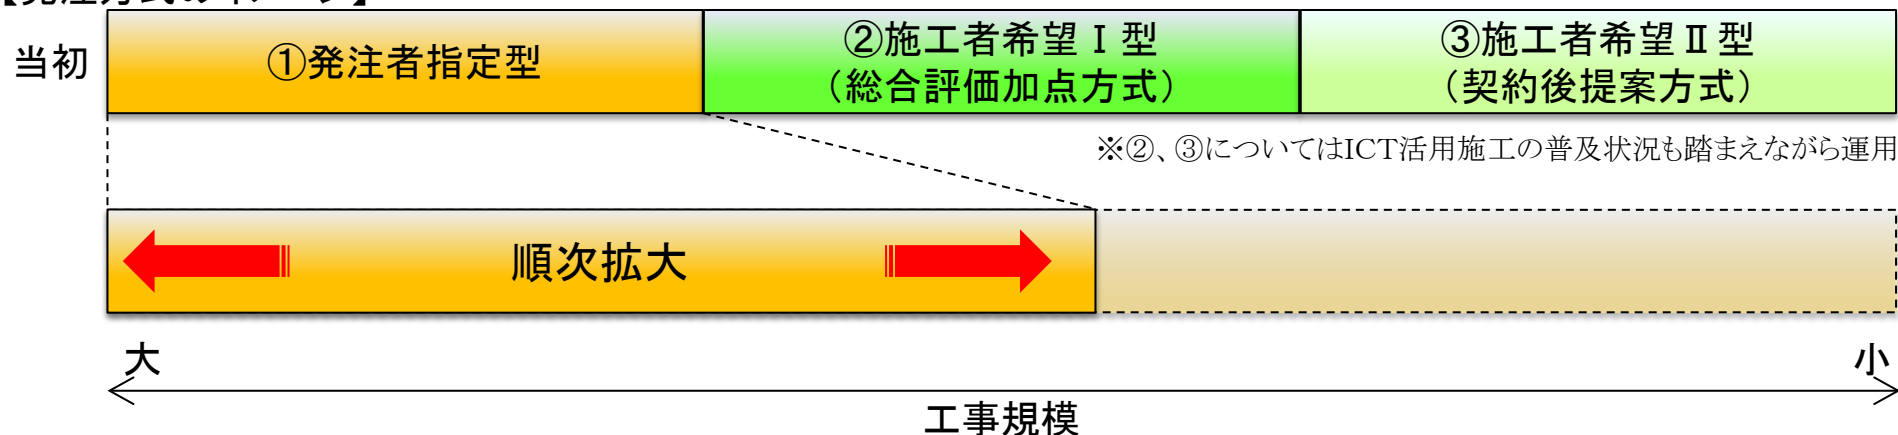 当初
①発注者指定型
②施工者希望Ⅰ型
（総合評価加点方式）
③施工者希望Ⅱ型
（契約後提案方式）
※②、③についてはICT活用施工の普及状況も踏まえながら運用
順次拡大
大
小
工事規模